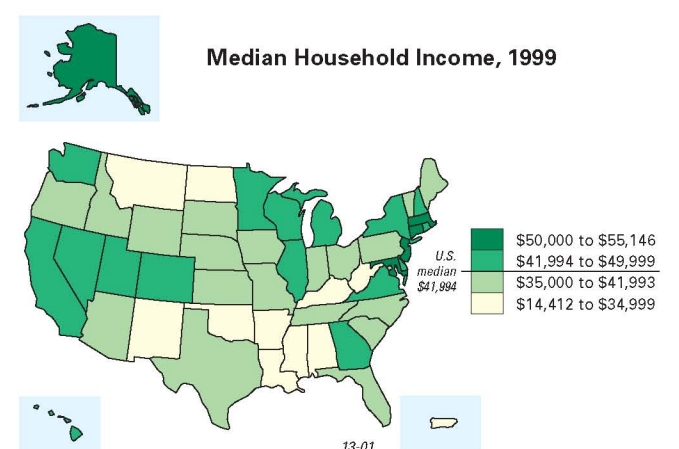 Median Household Income, 1999
$50,000 to $55,146
U.S.
$41,994 to $49,999
median
$35,000 to $41,993
$41,994
$14,412 to $34,999
13-01